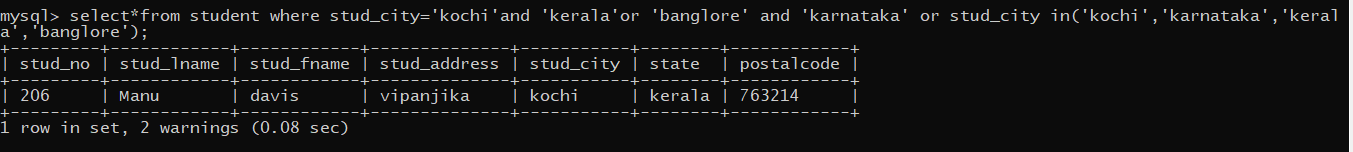 mysql> select*from student where stud_city='kochi'and 'kerala'or 'banglore' and 'karnataka' or stud_city in('kochi','karnataka','keral
a','banglore');
+---------+------------+------------+--------------+------------+--------+------------+
| stud_no | stud_lname | stud_fname | stud_address | stud_city | state | postalcode |
+---------+------------+------------+--------------+-----------+--------+------------+
| 206 | Manu | davis | vipanjika | kochi | kerala | 763214 |
+---------+------------+------------+--------------+-----------+--------+------------+
1 row in set, 2 warnings (0.08 sec)